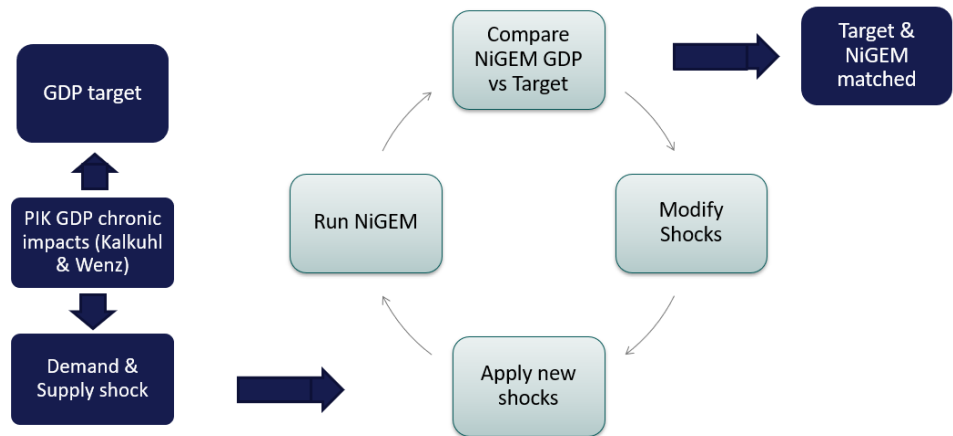 GDP target
PIK GDP chronic
impacts (Kalkuhl
& Wenz)
Demand &
Supply shock
Compare
NiGEM GDP
vs Target
Run NiGEM
Modify
Shocks
Apply new
shocks
Target &
NiGEM
matched